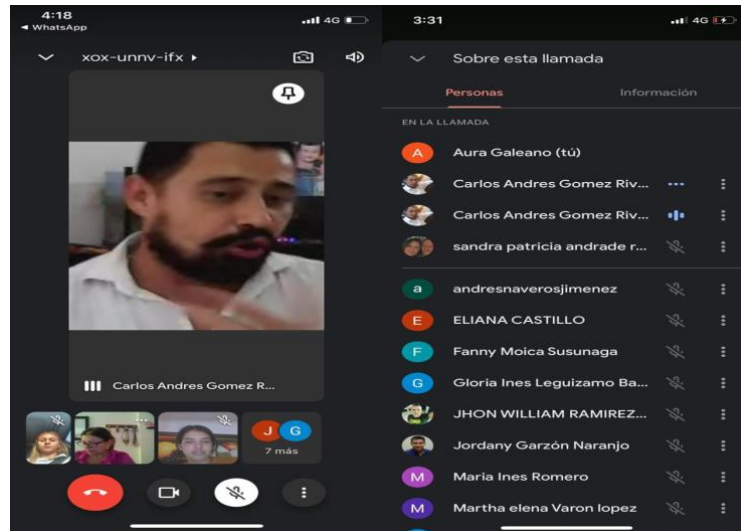 4:18
4G
◄ WhatsApp
xox-unnv-ifx ▸
Carlos Andres Gomez R...
J G
7 más
3:31
4G
Sobre esta llamada
Personas
Información
EN LA LLAMADA
A Aura Galeano (tú)
Carlos Andres Gomez Riv...
Carlos Andres Gomez Riv...
sandra patricia andrade r...
a andresnaverosjimenez
E ELIANA CASTILLO
F Fanny Moica Susunaga
G Gloria Ines Leguizamo Ba...
JHON WILLIAM RAMIREZ...
Jordany Garzón Naranjo
M Maria Ines Romero
M Martha elena Varon lopez